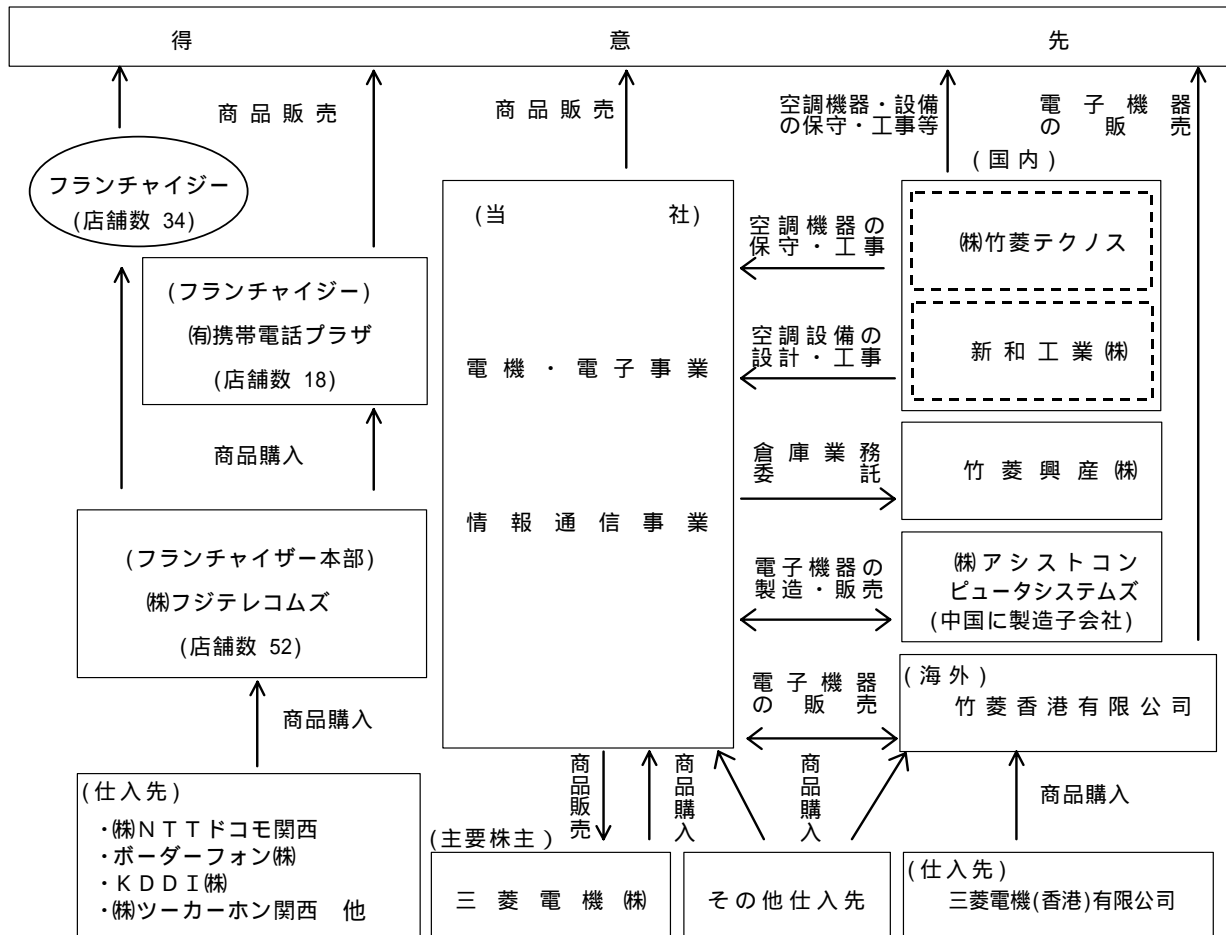 得 意 先
商品販売
商品販売
空調機器・設備
の保守・工事等
電子機器
の販売
フランチャイジー
(店舗数 34)
(フランチャイジー)
㈲携帯電話プラザ
(店舗数 18)
商品購入
(フランチャイザー本部)
㈱フジテレコムズ
(店舗数 52)
商品購入
(仕入先)
・㈱NTTドコモ関西
・ボーダーフォン㈱
・KDDI㈱
・㈱ツーカーホン関西 他
(当 社)
電機・電子事業
情報通信事業
空調機器の
保守・工事
空調設備の
設計・工事
倉庫業務
委託
電子機器の
製造・販売
電子機器
の販売
(国内)
㈱竹菱テクノス
新和工業㈱
竹菱興産㈱
㈱アシストコン
ピュータシステムズ
(中国に製造子会社)
(海外)
竹菱香港有限公司
商品販売
商品購入
商品購入
商品購入
(主要株主)
三菱電機㈱
その他仕入先
(仕入先)
三菱電機(香港)有限公司